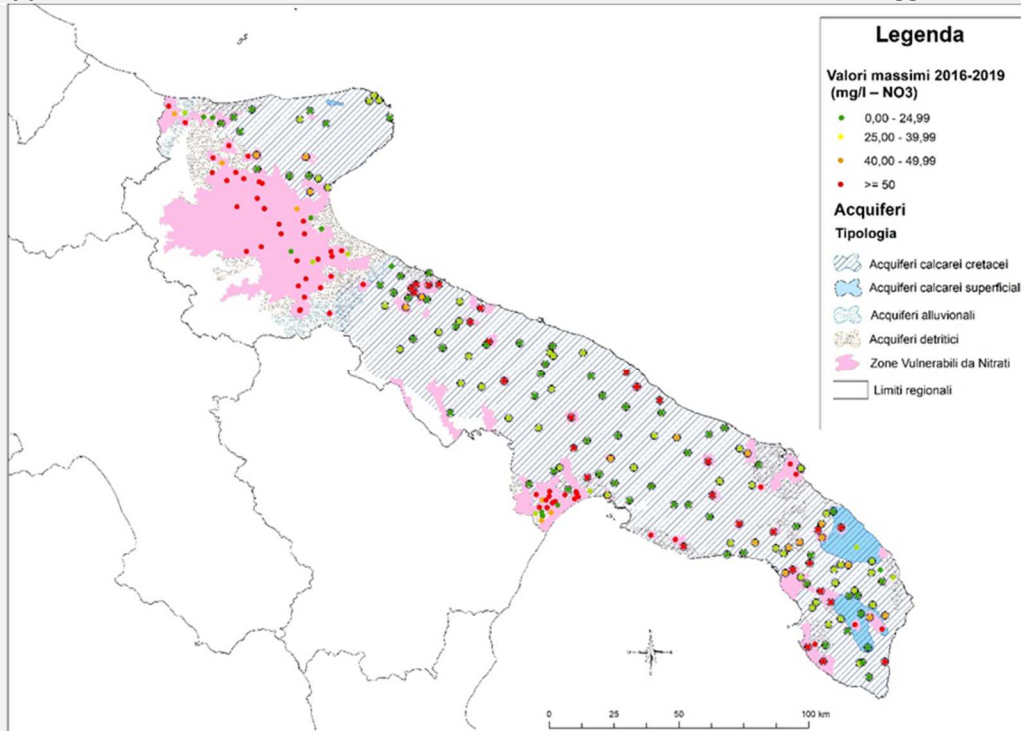 Legenda
Valori massimi 2016-2019
(mg/l – NO3)
0,00 - 24,99
25,00 - 39,99
40,00 - 49,99
>= 50
Acquiferi
Tipologia
Acquiferi calcarei cretacei
Acquiferi calcarei superficial
Acquiferi alluvionali
Acquiferi detritici
Zone Vulnerabili da Nitrati
Limiti regionali
0 25 50 100 km